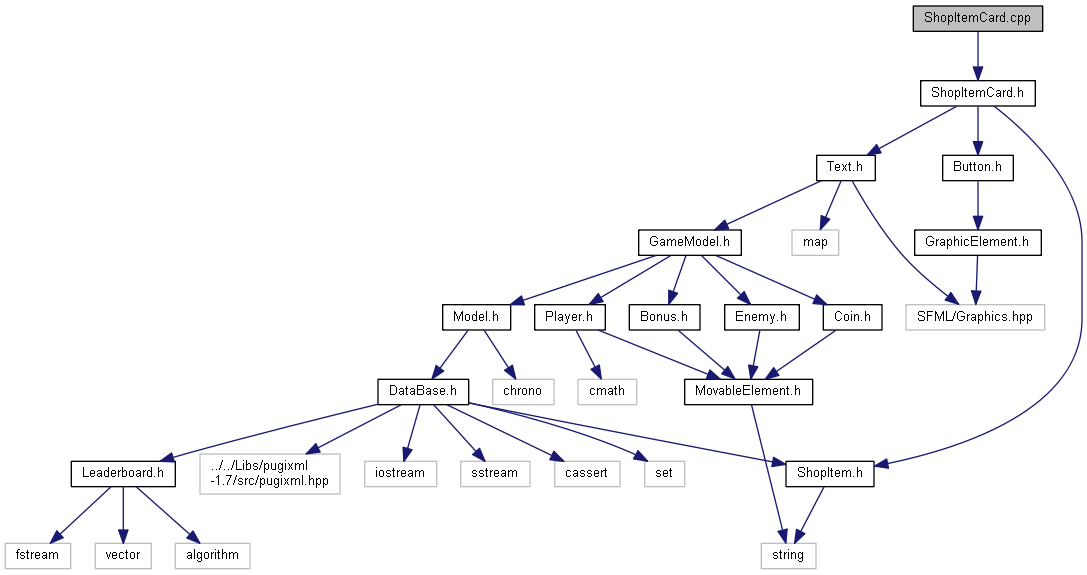 ShopItemCard.cpp
ShopItemCard.h
Text.h
Button.h
GameModel.h
map
GraphicElement.h
Model.h
Player.h
Bonus.h
Enemy.h
Coin.h
SFML/Graphics.hpp
DataBase.h
chrono
cmath
MovableElement.h
Leaderboard.h
../../Libs/pugixml
-1.7/src/pugixml.hpp
iostream
sstream
cassert
set
ShopItem.h
fstream
vector
algorithm
string